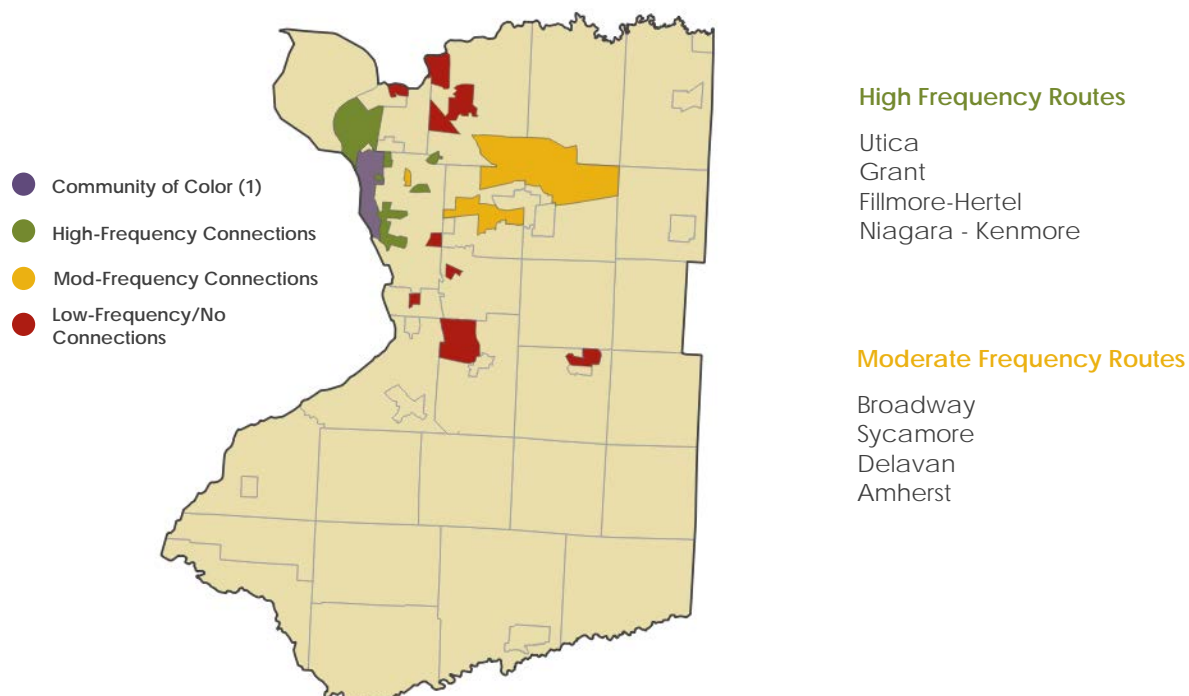 Community of Color (1)
High-Frequency Connections
Mod-Frequency Connections
Low-Frequency/No
Connections
High Frequency Routes
Utica
Grant
Fillmore-Hertel
Niagara - Kenmore
Moderate Frequency Routes
Broadway
Sycamore
Delavan
Amherst